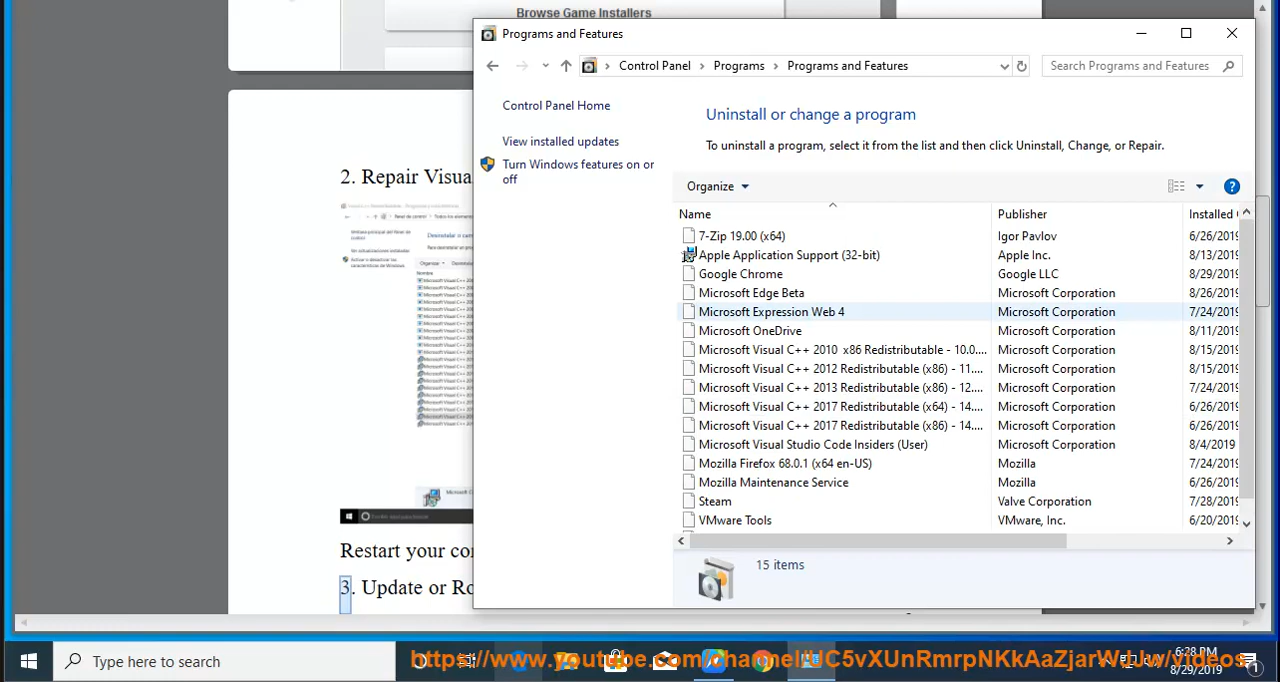 Browse Game Installers
Programs and Features
Control Panel > Programs > Programs and Features
Search Programs and Features
Control Panel Home
View installed updates
Turn Windows features on or
off
Uninstall or change a program
To uninstall a program, select it from the list and then click Uninstall, Change, or Repair.
Organize
Name Publisher Installed
7-Zip 19.00 (x64) Igor Pavlov 6/26/2019
Apple Application Support (32-bit) Apple Inc. 8/13/2019
Google Chrome Google LLC 8/29/2019
Microsoft Edge Beta Microsoft Corporation 8/26/2019
Microsoft Expression Web 4 Microsoft Corporation 7/24/2019
Microsoft OneDrive Microsoft Corporation 8/11/2019
Microsoft Visual C++ 2010 x86 Redistributable - 10.0.... Microsoft Corporation 8/15/2019
Microsoft Visual C++ 2012 Redistributable (x86) - 11.... Microsoft Corporation 8/15/2019
Microsoft Visual C++ 2013 Redistributable (x86) - 12.... Microsoft Corporation 7/24/2019
Microsoft Visual C++ 2017 Redistributable (x64) - 14.... Microsoft Corporation 6/26/2019
Microsoft Visual C++ 2017 Redistributable (x86) - 14.... Microsoft Corporation 6/26/2019
Microsoft Visual Studio Code Insiders (User) Microsoft Corporation 8/4/2019
Mozilla Firefox 68.0.1 (x64 en-US) Mozilla 7/24/2019
Mozilla Maintenance Service Mozilla 6/26/2019
Steam Valve Corporation 7/28/2019
VMware Tools VMware, Inc. 6/20/2019
15 items
2. Repair Visua
Restart your co
3. Update or Ro
Type here to search
6:28 PM
8/29/2019
1